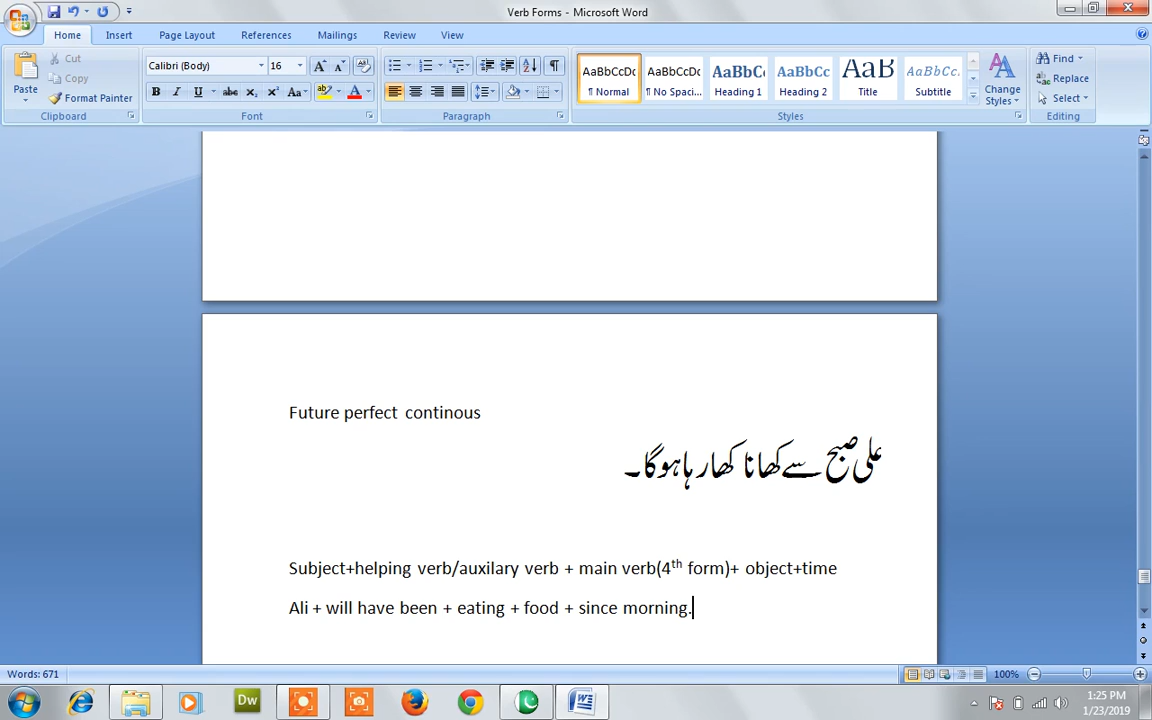 Verb Forms - Microsoft Word
Home Insert Page Layout References Mailings Review View
Paste
Cut
Copy
Format Painter
Clipboard
Calibri (Body) 16
Font
Paragraph
AaBbCcDc AaBbCcDc AaBbC AaBbCc AaB AaBbCc.
¶ Normal ¶ No Spaci... Heading 1 Heading 2 Title Subtitle
Styles
Change Styles
Find
Replace
Select
Editing
Future perfect continous
علی صبح سے کھانا کھا رہا ہو گا۔
Subject+helping verb/auxilary verb + main verb(4th form)+ object+time
Ali + will have been + eating + food + since morning.
Words: 671
100%
Dw
1:25 PM
1/23/2019